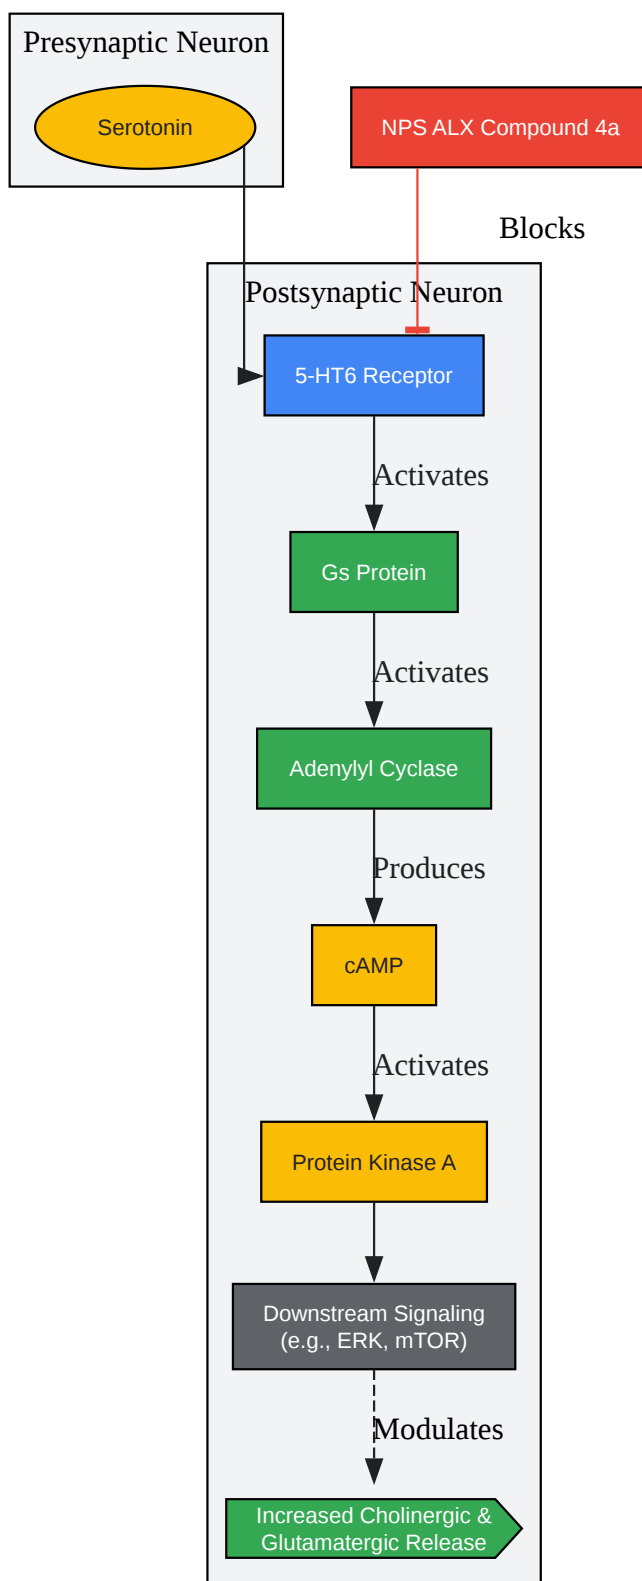 Presynaptic Neuron
Serotonin
NPS ALX Compound 4a
Blocks
Postsynaptic Neuron
5-HT6 Receptor
Activates
Gs Protein
Activates
Adenylyl Cyclase
Produces
cAMP
Activates
Protein Kinase A
Downstream Signaling
(e.g., ERK, mTOR)
Modulates
Increased Cholinergic &
Glutamatergic Release